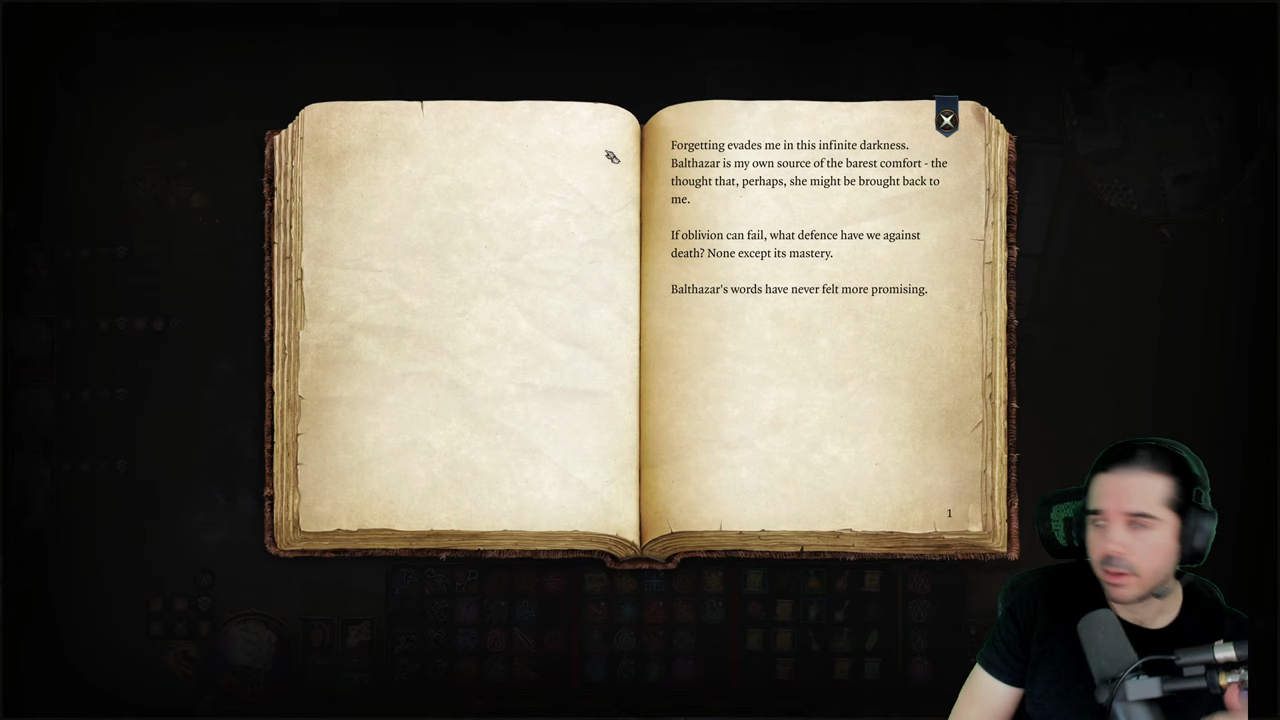 Forgetting evades me in this infinite darkness.
Balthazar is my own source of the barest comfort - the
thought that, perhaps, she might be brought back to
me.
If oblivion can fail, what defence have we against
death? None except its mastery.
Balthazar's words have never felt more promising.
1